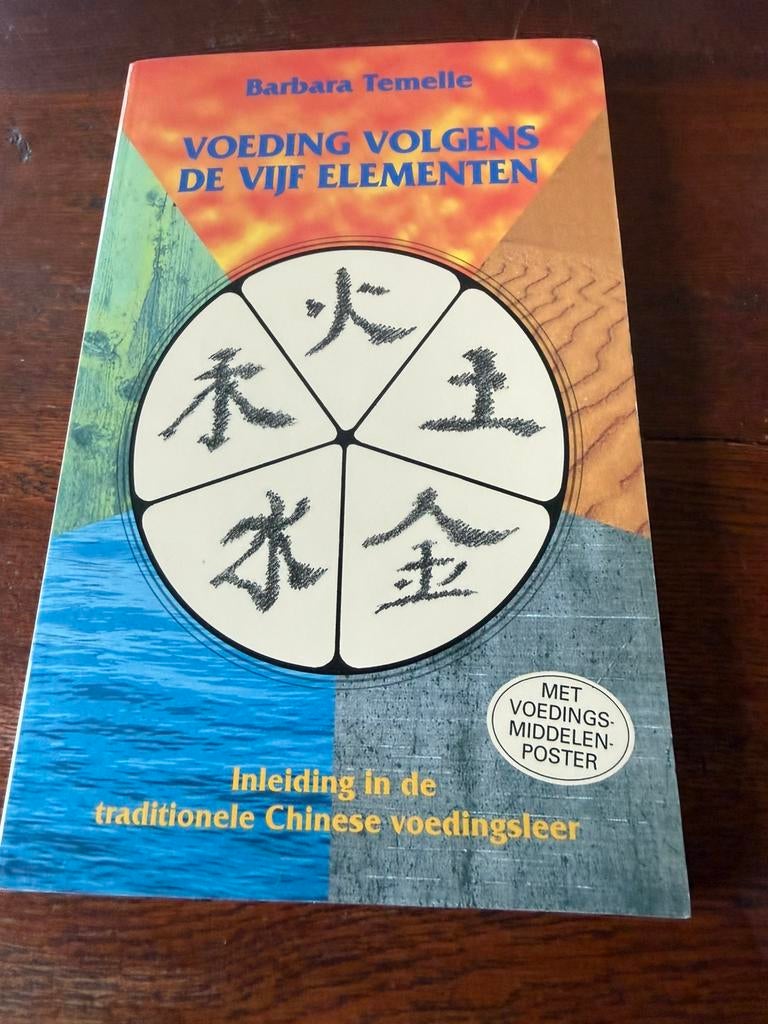 Barbara Temelle
VOEDING VOLGENS
DE VIJF ELEMENTEN
火
木
土
水
金
MET
VOEDINGS-
MIDDELEN-
POSTER
Inleiding in de
traditionele Chinese voedingsleer